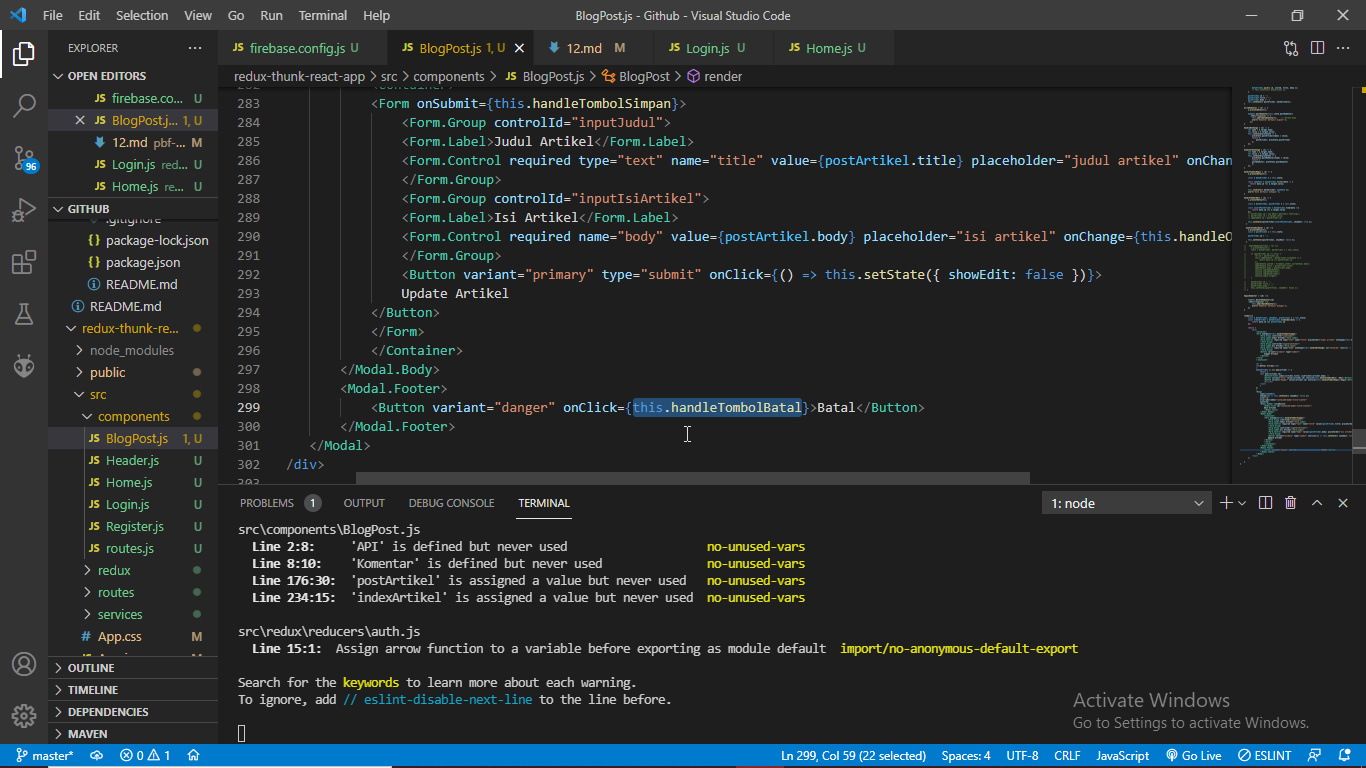 File Edit Selection View Go Run Terminal Help BlogPost.js - Github - Visual Studio Code
EXPLORER
OPEN EDITORS
JS firebase.co... U
JS BlogPost.j... 1, U
12.md pbf-... M
JS Login.js red... U
JS Home.js re... U
GITHUB
.gitignore
{} package-lock.json
{} package.json
README.md
README.md
redux-thunk-re...
node_modules
public
src
components
JS BlogPost.js 1, U
JS Header.js U
JS Home.js U
JS Login.js U
JS Register.js U
JS routes.js U
redux
routes
services
# App.css M
OUTLINE
TIMELINE
DEPENDENCIES
MAVEN
96
JS firebase.config.js U JS BlogPost.js 1, U 12.md M JS Login.js U JS Home.js U
redux-thunk-react-app > src > components > JS BlogPost.js > BlogPost > render
282 <Container>
283 <Form onSubmit={this.handleTombolSimpan}>
284 <Form.Group controlId="inputJudul">
285 <Form.Label>Judul Artikel</Form.Label>
286 <Form.Control required type="text" name="title" value={postArtikel.title} placeholder="judul artikel" onChan
287 </Form.Group>
288 <Form.Group controlId="inputIsiArtikel">
289 <Form.Label>Isi Artikel</Form.Label>
290 <Form.Control required name="body" value={postArtikel.body} placeholder="isi artikel" onChange={this.handleO
291 </Form.Group>
292 <Button variant="primary" type="submit" onClick={() => this.setState({ showEdit: false })}>
293 Update Artikel
294 </Button>
295 </Form>
296 </Container>
297 </Modal.Body>
298 <Modal.Footer>
299 <Button variant="danger" onClick={this.handleTombolBatal}>Batal</Button>
300 </Modal.Footer>
301 </Modal>
302 /div>
303
PROBLEMS 1 OUTPUT DEBUG CONSOLE TERMINAL 1: node
src\components\BlogPost.js
Line 2:8: 'API' is defined but never used no-unused-vars
Line 8:10: 'Komentar' is defined but never used no-unused-vars
Line 176:30: 'postArtikel' is assigned a value but never used no-unused-vars
Line 234:15: 'indexArtikel' is assigned a value but never used no-unused-vars
src\redux\reducers\auth.js
Line 15:1: Assign arrow function to a variable before exporting as module default import/no-anonymous-default-export
Search for the keywords to learn more about each warning.
To ignore, add // eslint-disable-next-line to the line before.
Activate Windows
Go to Settings to activate Windows.
master* 0 1 Ln 299, Col 59 (22 selected) Spaces: 4 UTF-8 CRLF JavaScript Go Live ESLINT